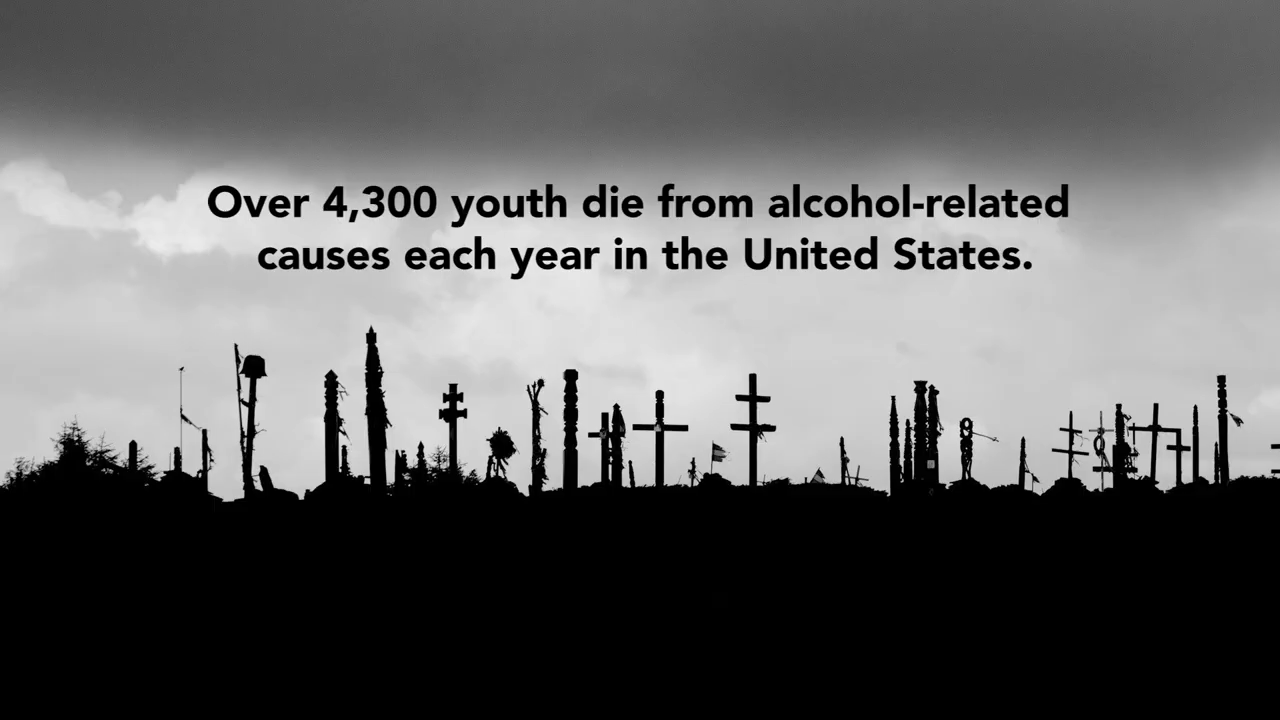 Over 4,300 youth die from alcohol-related
causes each year in the United States.